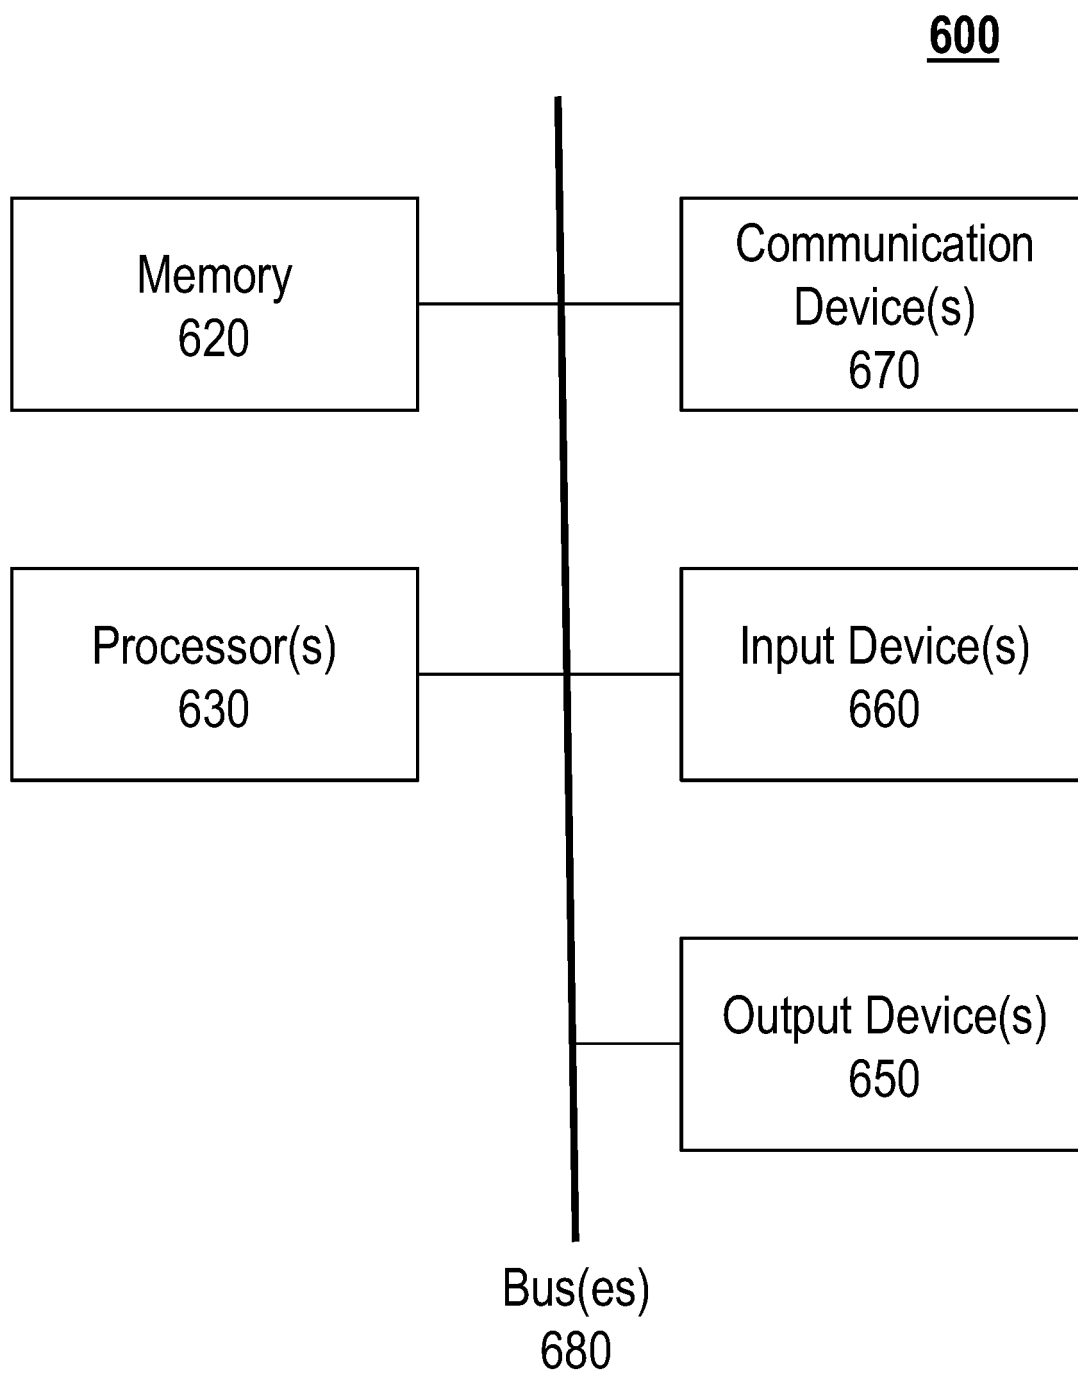 600
Memory
620
Communication
Device(s)
670
Processor(s)
630
Input Device(s)
660
Output Device(s)
650
Bus(es)
680